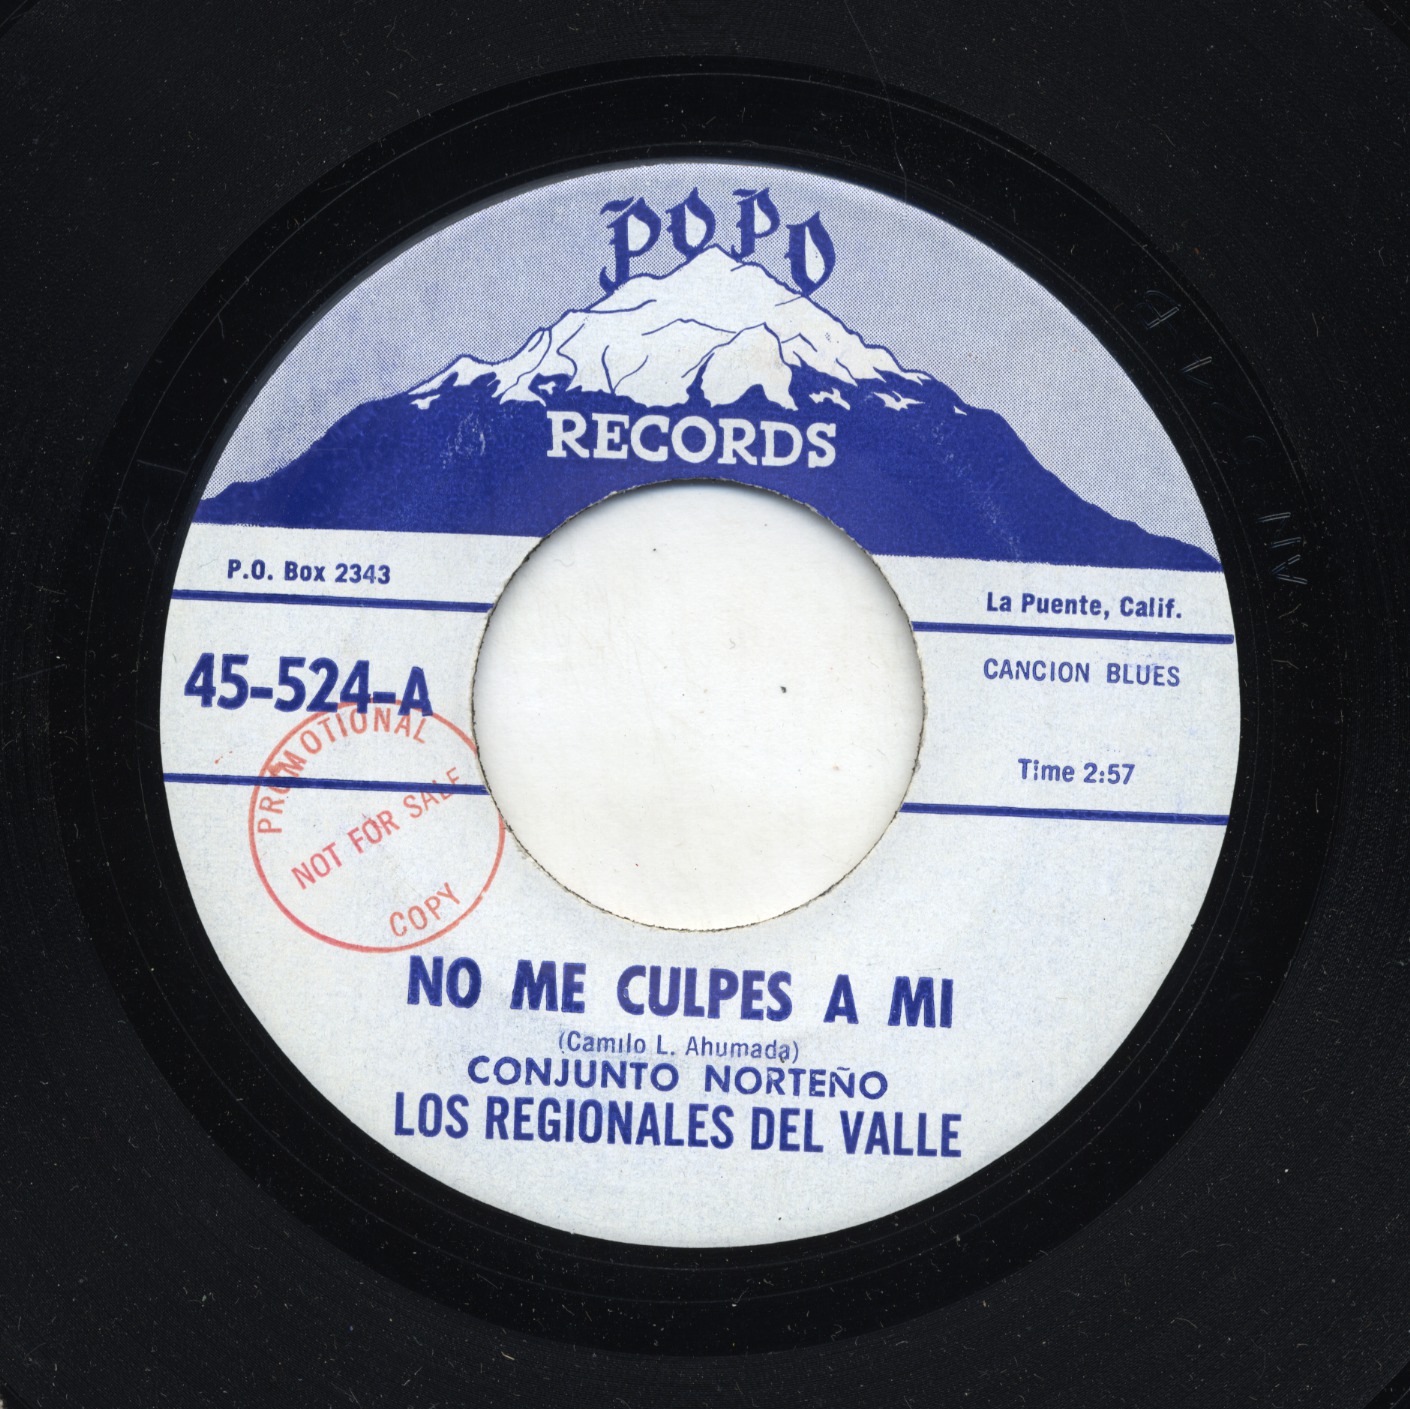 POPO
RECORDS
P.O. Box 2343
La Puente, Calif.
45-524-A
CANCION BLUES
Time 2:57
PROMOTIONAL
NOT FOR SALE
COPY
NO ME CULPES A MI
(Camilo L. Ahumada)
CONJUNTO NORTEÑO
LOS REGIONALES DEL VALLE